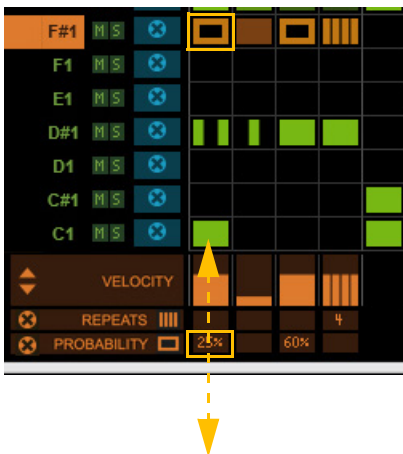 F#1 M S
F1 M S
E1 M S
D#1 M S
D1 M S
C#1 M S
C1 M S
VELOCITY
REPEATS 4
PROBABILITY 25% 60%